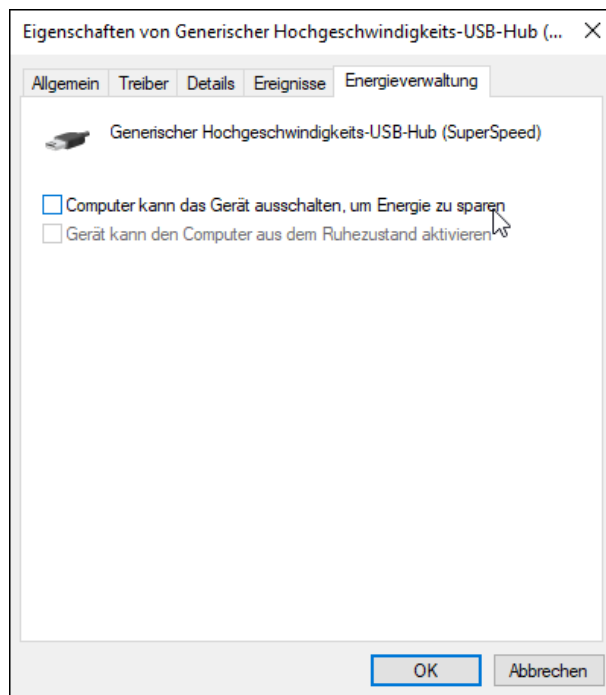 Eigenschaften von Generischer Hochgeschwindigkeits-USB-Hub (...
Allgemein Treiber Details Ereignisse Energieverwaltung
Generischer Hochgeschwindigkeits-USB-Hub (SuperSpeed)
Computer kann das Gerät ausschalten, um Energie zu sparen
Gerät kann den Computer aus dem Ruhezustand aktivieren
OK Abbrechen